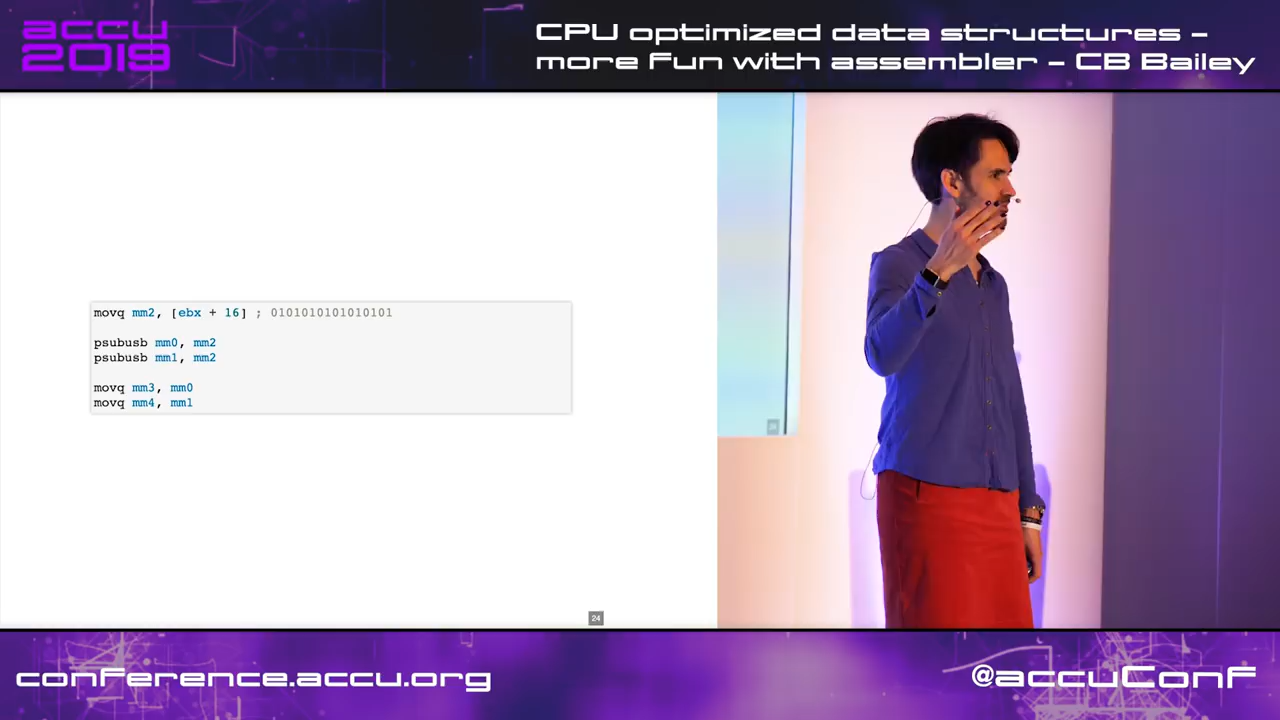 accu
2019
CPU optimized data structures –
more fun with assembler – CB Bailey
movq mm2, [ebx + 16] ; 0101010101010101
psubusb mm0, mm2
psubusb mm1, mm2
movq mm3, mm0
movq mm4, mm1
24
conference.accu.org
@accuConf